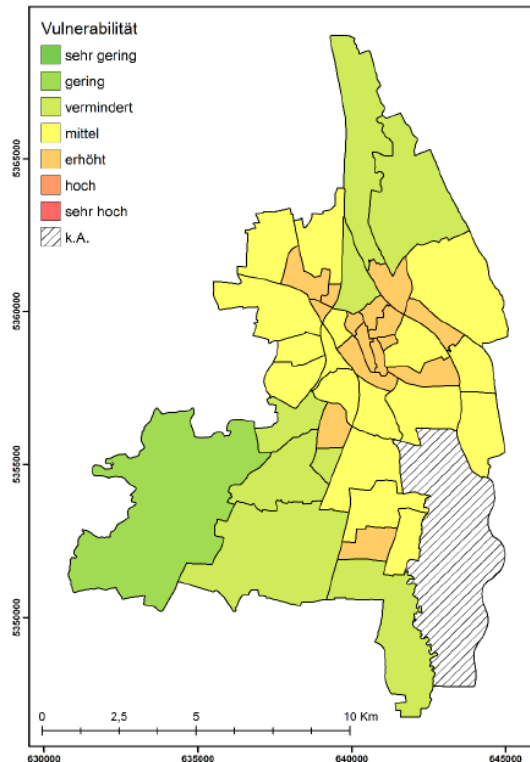 Vulnerabilität
sehr gering
gering
vermindert
mittel
erhöht
hoch
sehr hoch
k.A.
5365000
5360000
5355000
5350000
0 2,5 5 10 Km
630000 635000 640000 645000